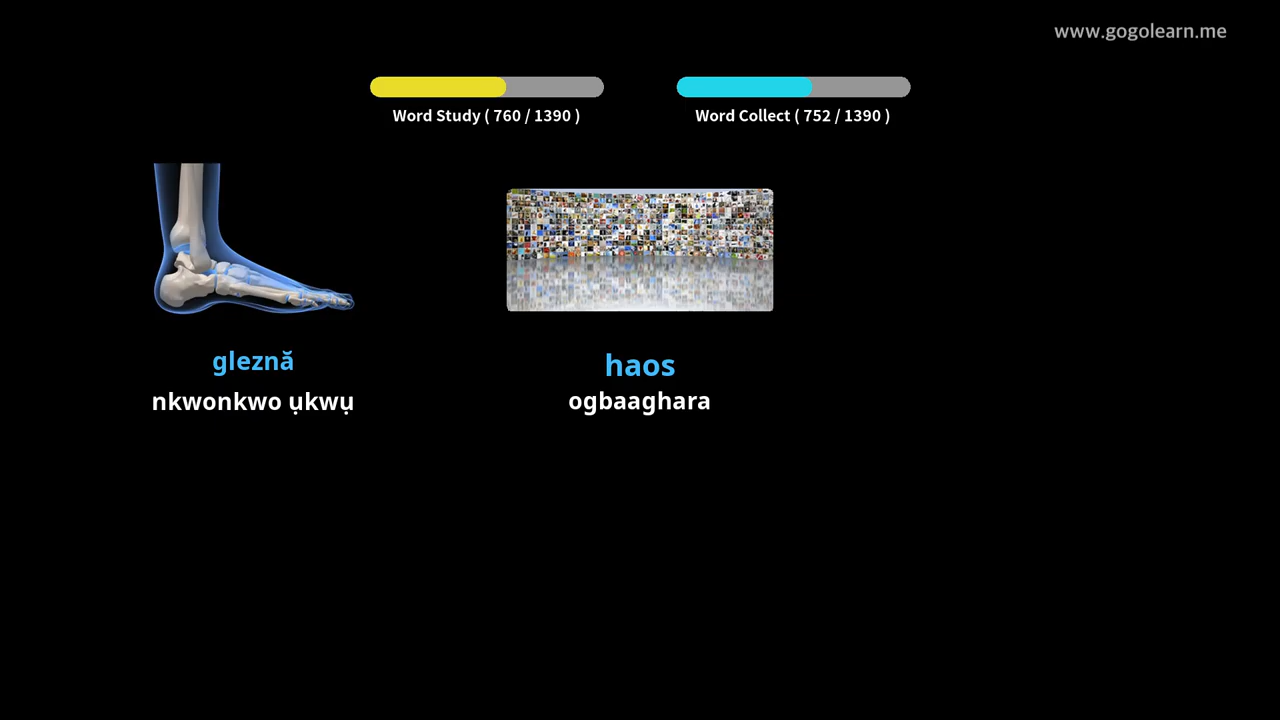 www.gogolearn.me
Word Study ( 760 / 1390 )
Word Collect ( 752 / 1390 )
gleznă
nkwonkwo ụkwụ
haos
ogbaaghara